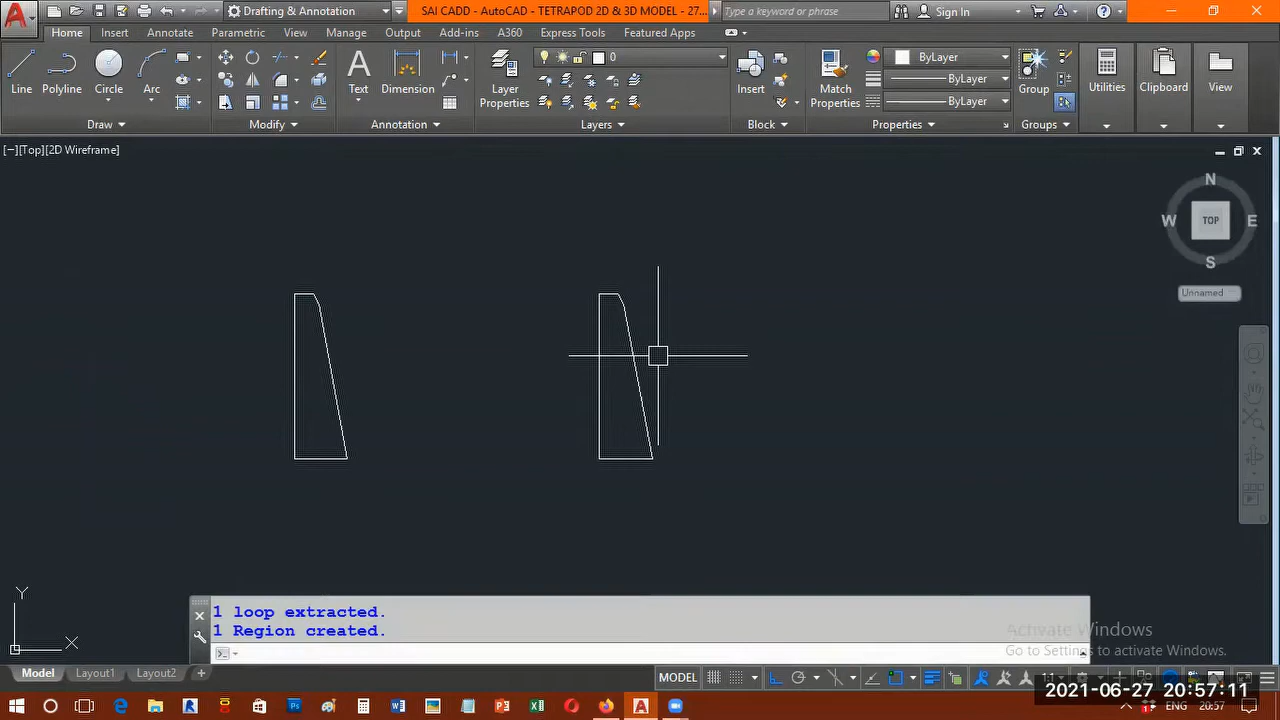 Drafting & Annotation
SAI CADD - AutoCAD - TETRAPOD 2D & 3D MODEL - 27...
Type a keyword or phrase
Sign In
Home Insert Annotate Parametric View Manage Output Add-ins A360 Express Tools Featured Apps
Line Polyline Circle Arc
Text Dimension
Layer Properties
0
Insert
Match Properties
ByLayer
ByLayer
ByLayer
Group
Utilities
Clipboard
View
Draw Modify Annotation Layers Block Properties Groups
[−][Top][2D Wireframe]
N
W TOP E
S
Unnamed
Y
X
1 loop extracted.
1 Region created.
Activate Windows
Go to Settings to activate Windows.
Model Layout1 Layout2 +
MODEL
2021-06-27 20:57:11
ENG 20:57